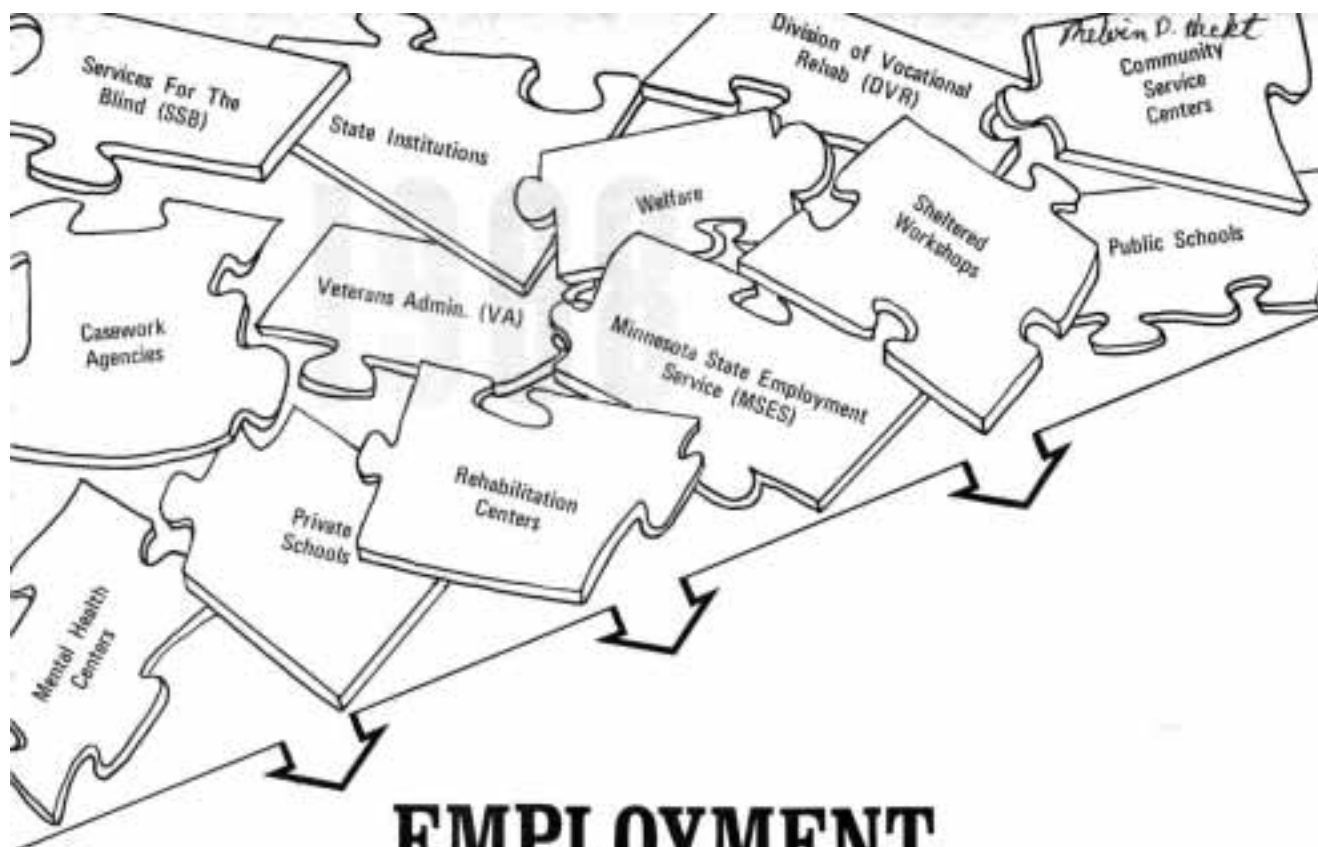 Melvin D. Heckt
Services For The
Blind (SSB)
State Institutions
Division of Vocational
Rehab (DVR)
Community
Service
Centers
Welfare
Sheltered
Workshops
Public Schools
Casework
Agencies
Veterans Admin. (VA)
Minnesota State Employment
Service (MSES)
Rehabilitation
Centers
Private
Schools
Mental Health
Centers
EMPLOYMENT